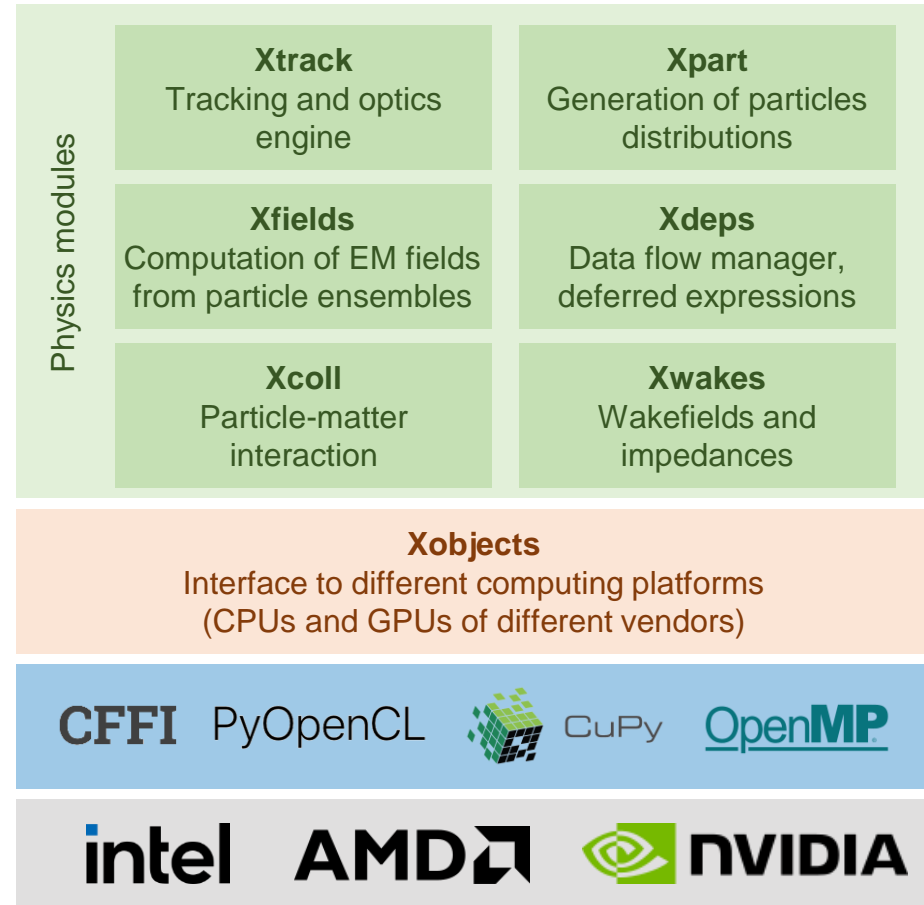 Physics modules
Xtrack
Tracking and optics
engine
Xpart
Generation of particles
distributions
Xfields
Computation of EM fields
from particle ensembles
Xdeps
Data flow manager,
deferred expressions
Xcoll
Particle-matter
interaction
Xwakes
Wakefields and
impedances
Xobjects
Interface to different computing platforms
(CPUs and GPUs of different vendors)
CFFI PyOpenCL CuPy OpenMP
intel AMD NVIDIA